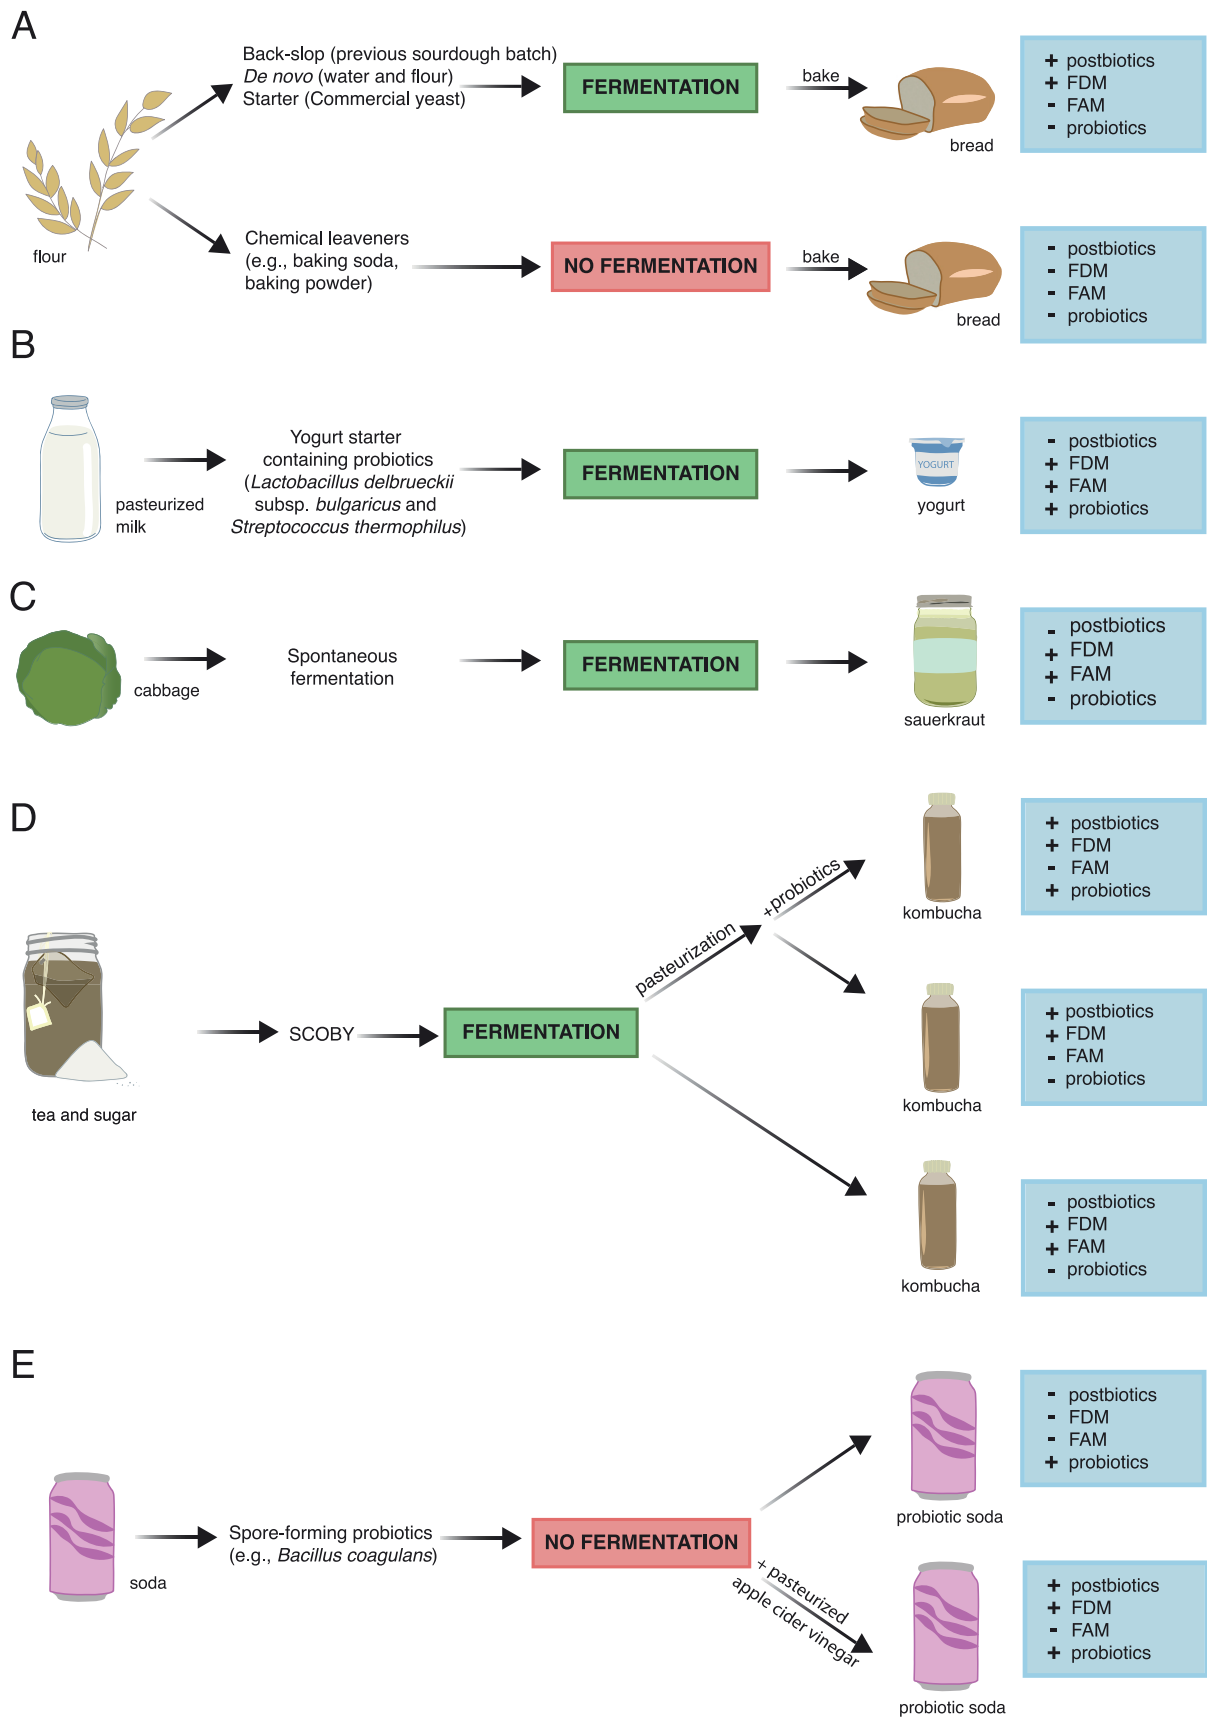 A
Back-slop (previous sourdough batch)
De novo (water and flour)
Starter (Commercial yeast)
FERMENTATION
bake
bread
+ postbiotics
+ FDM
- FAM
- probiotics
flour
Chemical leaveners
(e.g., baking soda,
baking powder)
NO FERMENTATION
bake
bread
- postbiotics
- FDM
- FAM
- probiotics
B
pasteurized
milk
Yogurt starter
containing probiotics
(Lactobacillus delbrueckii
subsp. bulgaricus and
Streptococcus thermophilus)
FERMENTATION
YOGURT
yogurt
- postbiotics
+ FDM
+ FAM
+ probiotics
C
cabbage
Spontaneous
fermentation
FERMENTATION
sauerkraut
- postbiotics
+ FDM
+ FAM
- probiotics
D
tea and sugar
SCOBY
FERMENTATION
pasteurization
+probiotics
kombucha
+ postbiotics
+ FDM
- FAM
+ probiotics
kombucha
+ postbiotics
+ FDM
- FAM
- probiotics
kombucha
- postbiotics
+ FDM
+ FAM
- probiotics
E
soda
Spore-forming probiotics
(e.g., Bacillus coagulans)
NO FERMENTATION
probiotic soda
- postbiotics
- FDM
- FAM
+ probiotics
+ pasteurized
apple cider vinegar
probiotic soda
+ postbiotics
+ FDM
- FAM
+ probiotics